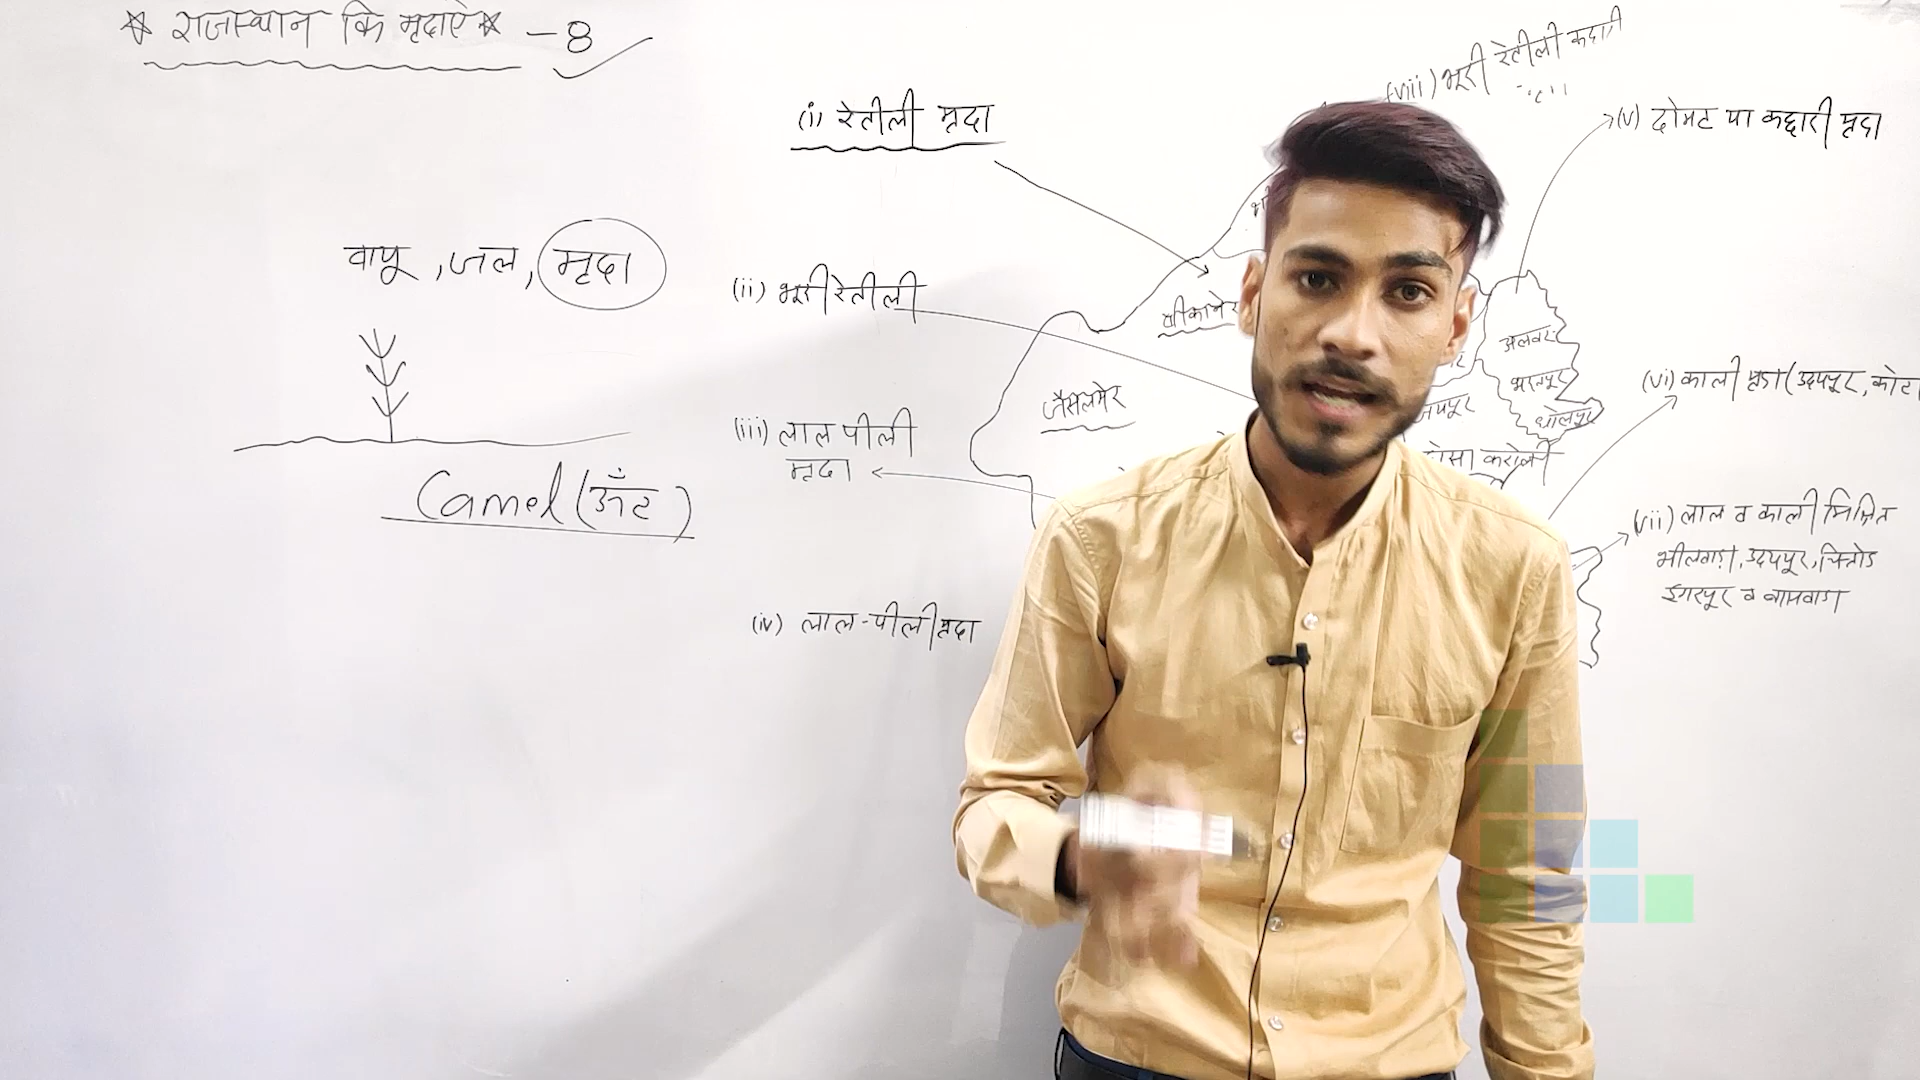 * राजस्थान कि मृदाऐ * - 8
वायु, जल, मृदा
Camel (ऊँट)
(i) रेतीली मृदा
(ii) भूरी रेतीली
(iii) लाल पीली
मृदा
(iv) लाल-पीली मृदा
बीकानेर
जैसलमेर
अलवर
भरतपुर
धोलपुर
जयपुर
करोली
(viii) भूरी रेतीली कछारी
(v) दोमट या कछारी मृदा
(vi) काली मृदा (उदयपूर, कोटा
(vii) लाल व काली मिश्रित
भीलवाड़ा, उदयपूर, चित्तोड
डुंगरपूर व बासवाडा